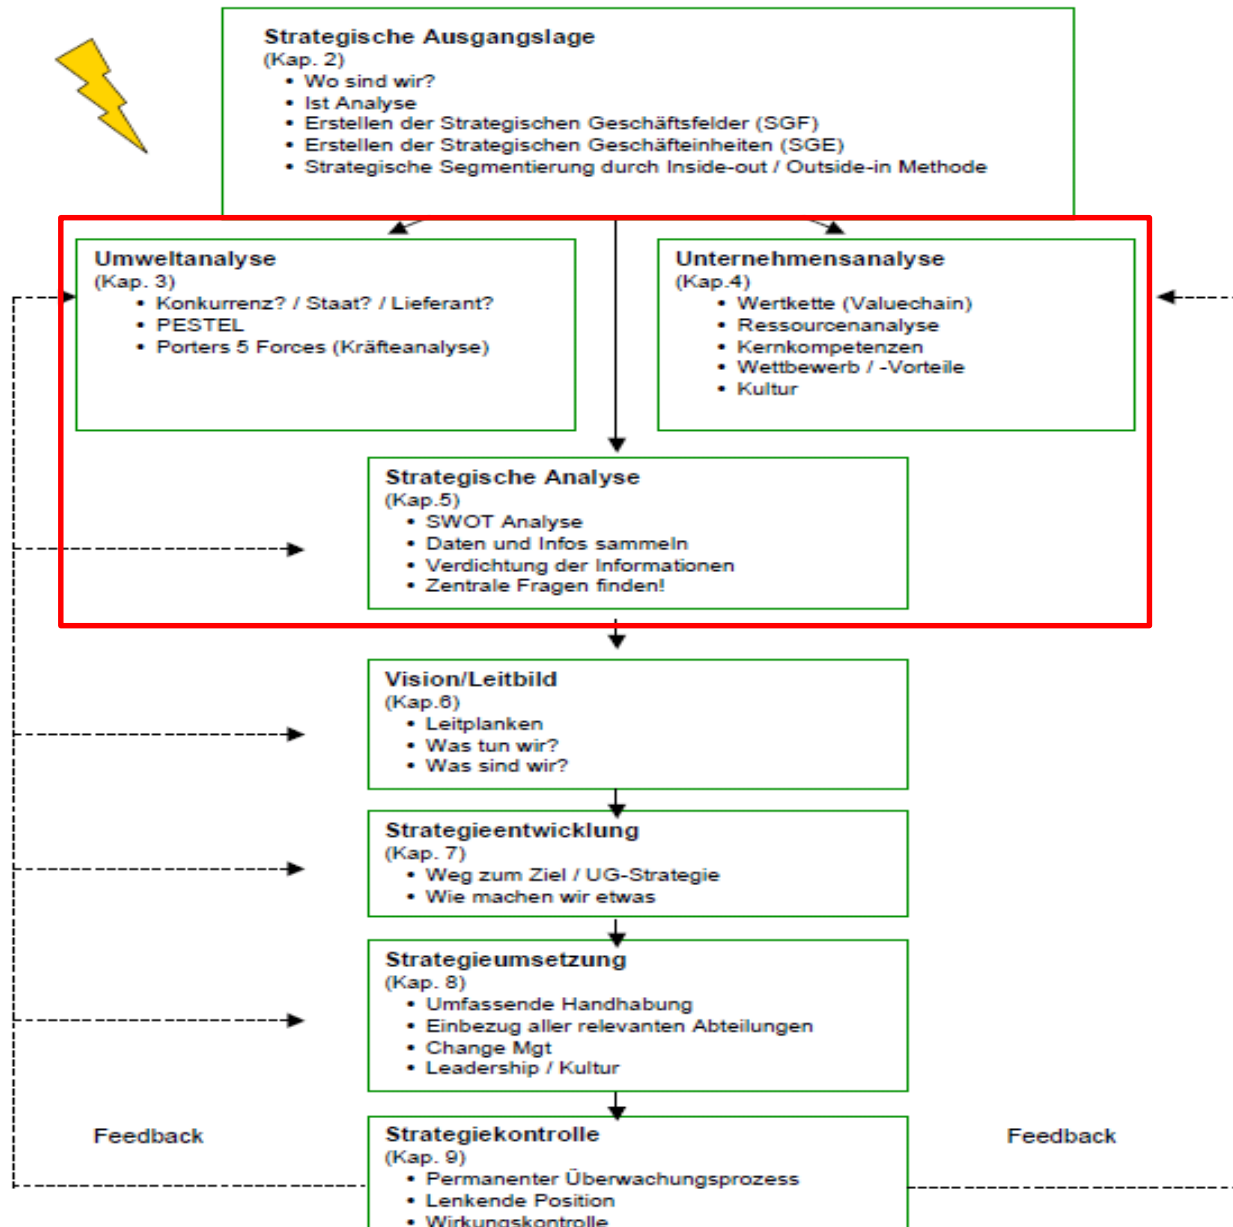 Strategische Ausgangslage
(Kap. 2)
• Wo sind wir?
• Ist Analyse
• Erstellen der Strategischen Geschäftsfelder (SGF)
• Erstellen der Strategischen Geschäfteinheiten (SGE)
• Strategische Segmentierung durch Inside-out / Outside-in Methode
Umweltanalyse
(Kap. 3)
• Konkurrenz? / Staat? / Lieferant?
• PESTEL
• Porters 5 Forces (Kräfteanalyse)
Unternehmensanalyse
(Kap.4)
• Wertkette (Valuechain)
• Ressourcenanalyse
• Kernkompetenzen
• Wettbewerb / -Vorteile
• Kultur
Strategische Analyse
(Kap.5)
• SWOT Analyse
• Daten und Infos sammeln
• Verdichtung der Informationen
• Zentrale Fragen finden!
Vision/Leitbild
(Kap.6)
• Leitplanken
• Was tun wir?
• Was sind wir?
Strategieentwicklung
(Kap. 7)
• Weg zum Ziel / UG-Strategie
• Wie machen wir etwas
Strategieumsetzung
(Kap. 8)
• Umfassende Handhabung
• Einbezug aller relevanten Abteilungen
• Change Mgt
• Leadership / Kultur
Feedback
Strategiekontrolle
(Kap. 9)
• Permanenter Überwachungsprozess
• Lenkende Position
• Wirkungskontrolle
Feedback